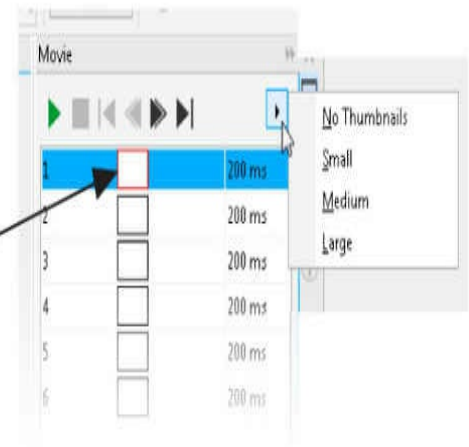 Movie
No Thumbnails
Small
Medium
Large
1 200 ms
2 200 ms
3 200 ms
4 200 ms
5 200 ms
6 200 ms